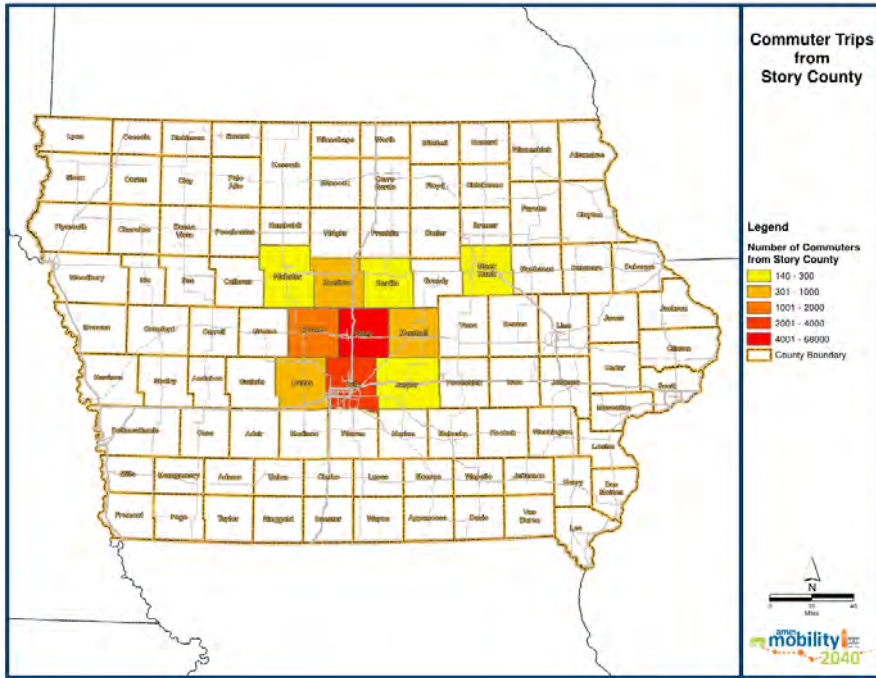 Commuter Trips
from
Story County
Lyon
Osceola
Dickinson
Emmet
Winnebago
Worth
Mitchell
Howard
Winneshiek
Allamakee
Kossuth
Sioux
Clay
Palo
Alto
Hancock
Cerro
Gordo
Floyd
Chickasaw
Fayette
Clayton
Plymouth
Cherokee
Buena
Vista
Pocahontas
Humboldt
Wright
Franklin
Butler
Bremer
Woodbury
Ida
Sac
Calhoun
Webster
Hamilton
Hardin
Grundy
Black
Hawk
Buchanan
Delaware
Dubuque
Monona
Crawford
Carroll
Greene
Boone
Story
Marshall
Tama
Benton
Linn
Jones
Jackson
Clinton
Cedar
Harrison
Shelby
Audubon
Guthrie
Dallas
Polk
Jasper
Poweshiek
Iowa
Johnson
Scott
Muscatine
Pottawattamie
Cass
Adair
Madison
Warren
Marion
Mahaska
Keokuk
Washington
Louisa
Mills
Montgomery
Adams
Union
Clarke
Lucas
Monroe
Wapello
Jefferson
Henry
Des
Moines
Fremont
Page
Taylor
Ringgold
Decatur
Wayne
Appanoose
Davis
Van
Buren
Lee
Legend
Number of Commuters
from Story County
140 - 300
301 - 1000
1001 - 2000
2001 - 4000
4001 - 68000
County Boundary
N
Miles
ames
mobility
2040